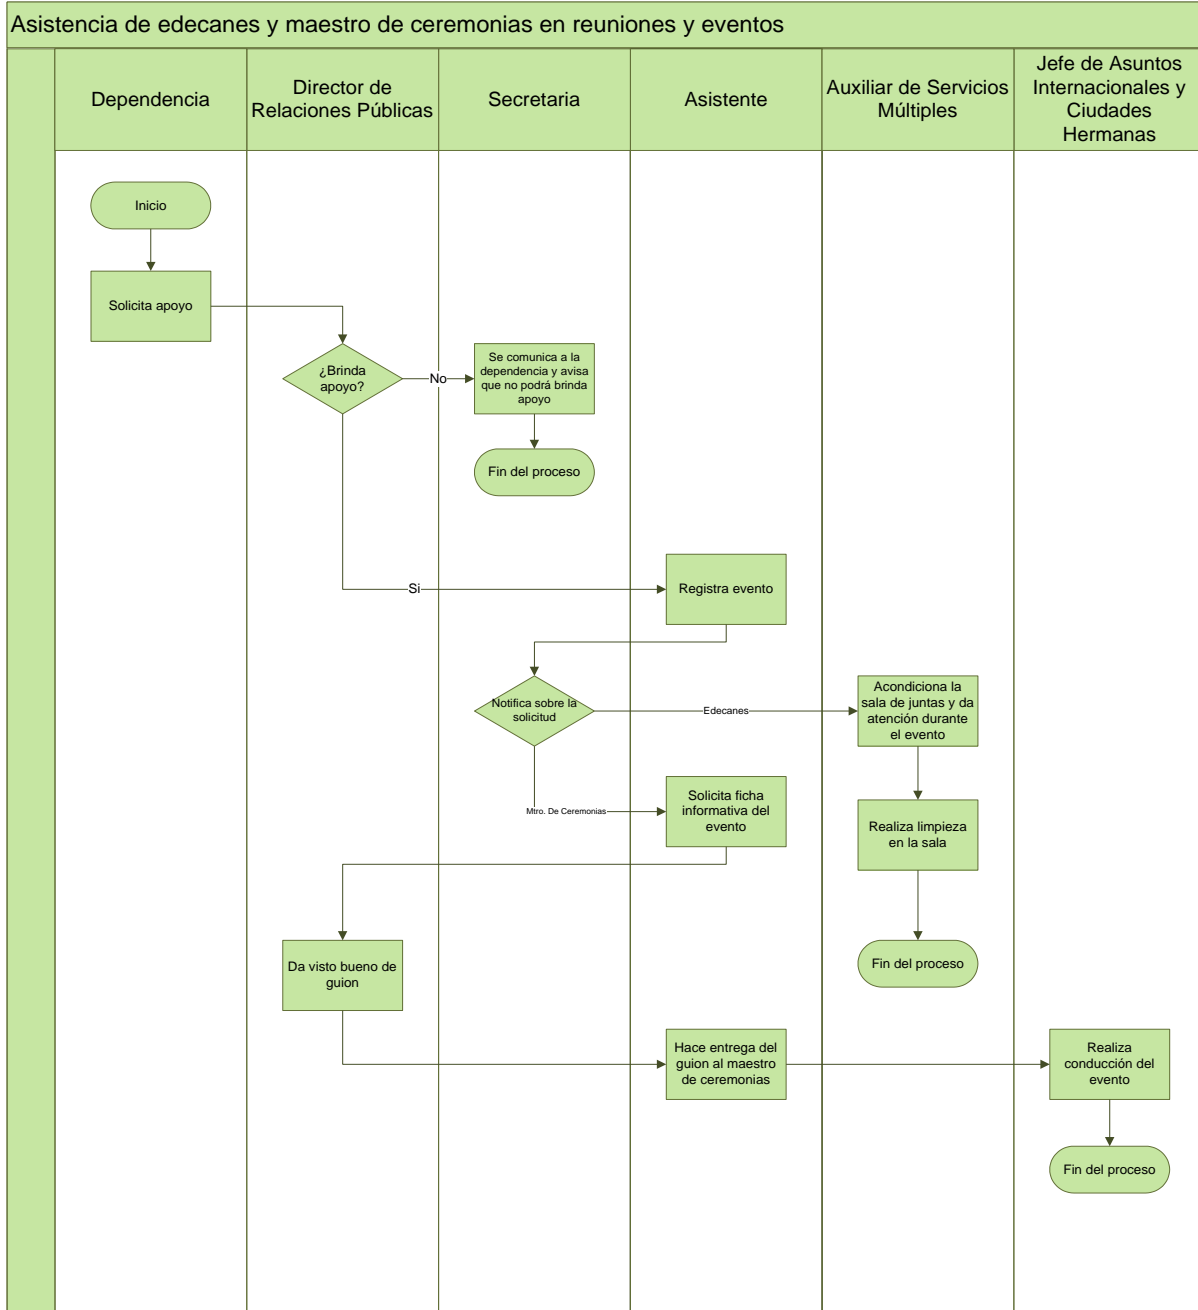 Asistencia de edecanes y maestro de ceremonias en reuniones y eventos
Dependencia
Director de
Relaciones Públicas
Secretaria
Asistente
Auxiliar de Servicios
Múltiples
Jefe de Asuntos
Internacionales y
Ciudades
Hermanas
Inicio
Solicita apoyo
¿Brinda
apoyo?
No
Se comunica a la
dependencia y avisa
que no podrá brinda
apoyo
Fin del proceso
Si
Registra evento
Notifica sobre la
solicitud
Edecanes
Acondiciona la
sala de juntas y da
atención durante
el evento
Mtro. De Ceremonias
Solicita ficha
informativa del
evento
Realiza limpieza
en la sala
Da visto bueno de
guion
Fin del proceso
Hace entrega del
guion al maestro
de ceremonias
Realiza
conducción del
evento
Fin del proceso